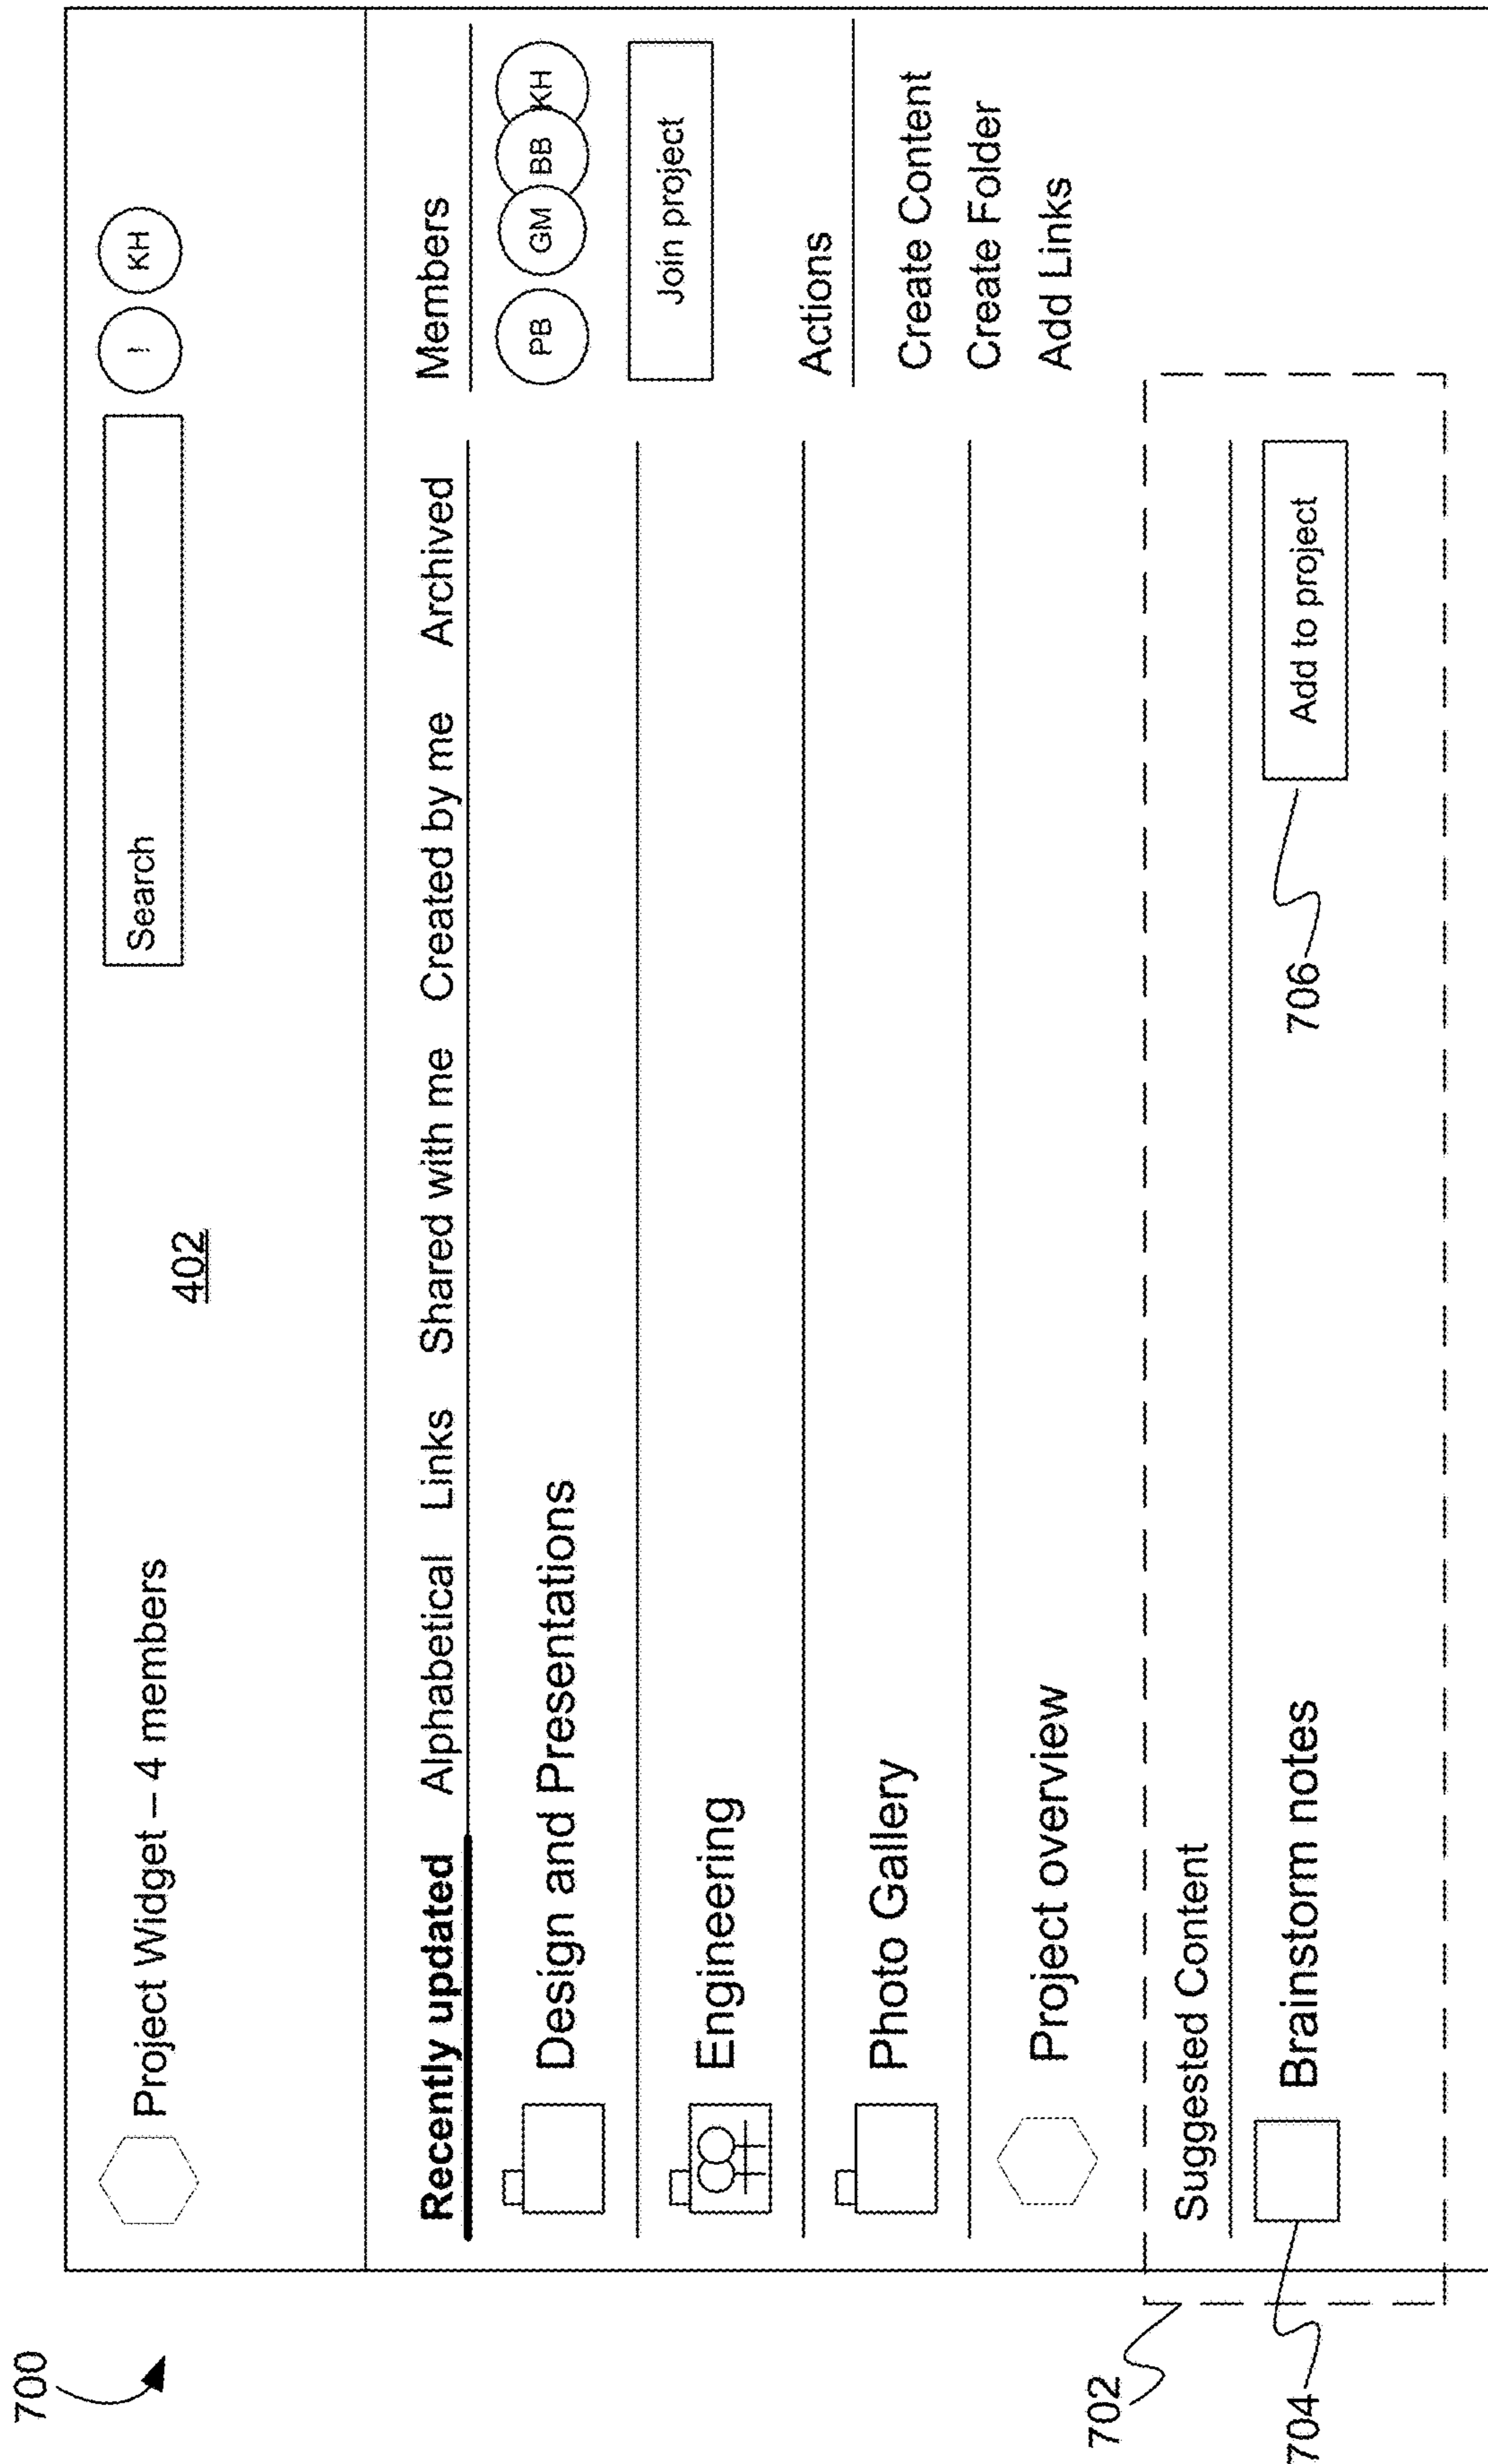 700
Project Widget – 4 members
402
Search
! KH
Recently updated Alphabetical Links Shared with me Created by me Archived
Design and Presentations
Engineering
Photo Gallery
Project overview
Members
PB GM BB KH
Join project
Actions
Create Content
Create Folder
Add Links
702
Suggested Content
704
Brainstorm notes
706
Add to project